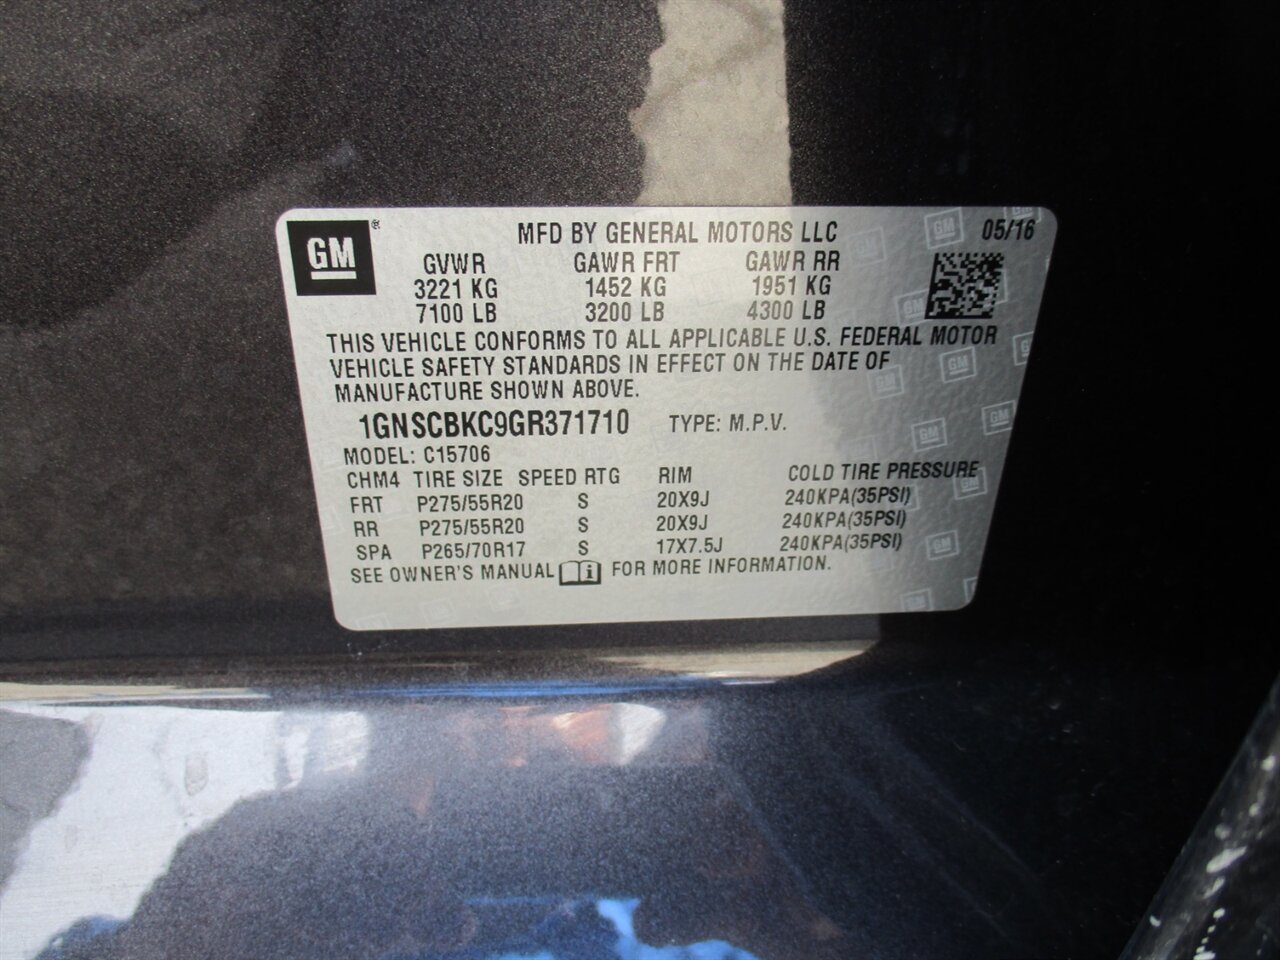 GM ® MFD BY GENERAL MOTORS LLC 05/16
GVWR GAWR FRT GAWR RR
3221 KG 1452 KG 1951 KG
7100 LB 3200 LB 4300 LB
THIS VEHICLE CONFORMS TO ALL APPLICABLE U.S. FEDERAL MOTOR
VEHICLE SAFETY STANDARDS IN EFFECT ON THE DATE OF
MANUFACTURE SHOWN ABOVE.
1GNSCBKC9GR371710 TYPE: M.P.V.
MODEL: C15706
CHM4 TIRE SIZE SPEED RTG RIM COLD TIRE PRESSURE
FRT P275/55R20 S 20X9J 240KPA(35PSI)
RR P275/55R20 S 20X9J 240KPA(35PSI)
SPA P265/70R17 S 17X7.5J 240KPA(35PSI)
SEE OWNER'S MANUAL i FOR MORE INFORMATION.